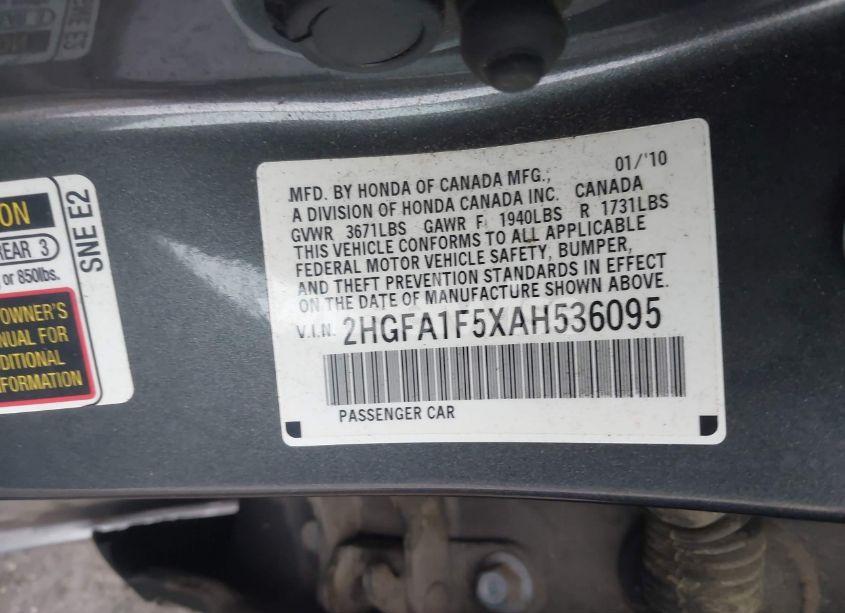 01/'10
MFD. BY HONDA OF CANADA MFG.,
A DIVISION OF HONDA CANADA INC. CANADA
GVWR 3671LBS GAWR F 1940LBS R 1731LBS
THIS VEHICLE CONFORMS TO ALL APPLICABLE
FEDERAL MOTOR VEHICLE SAFETY, BUMPER,
AND THEFT PREVENTION STANDARDS IN EFFECT
ON THE DATE OF MANUFACTURE SHOWN ABOVE.
V.I.N. 2HGFA1F5XAH536095
PASSENGER CAR
ON
REAR 3
or 850lbs.
OWNER'S
NUAL FOR
DITIONAL
NFORMATION
SNE E2